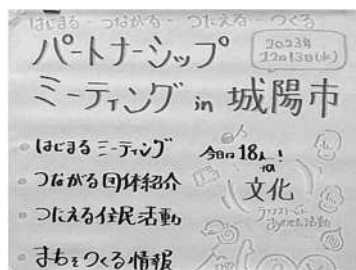 はじまる・つながる・つたえる・つくる
パートナーシップ
2023年
12月13日(水)
ミーティング in 城陽市
はじまるミーティング
今日は18人!
つながる団体紹介
文化
つたえる住民活動
まちをつくる情報